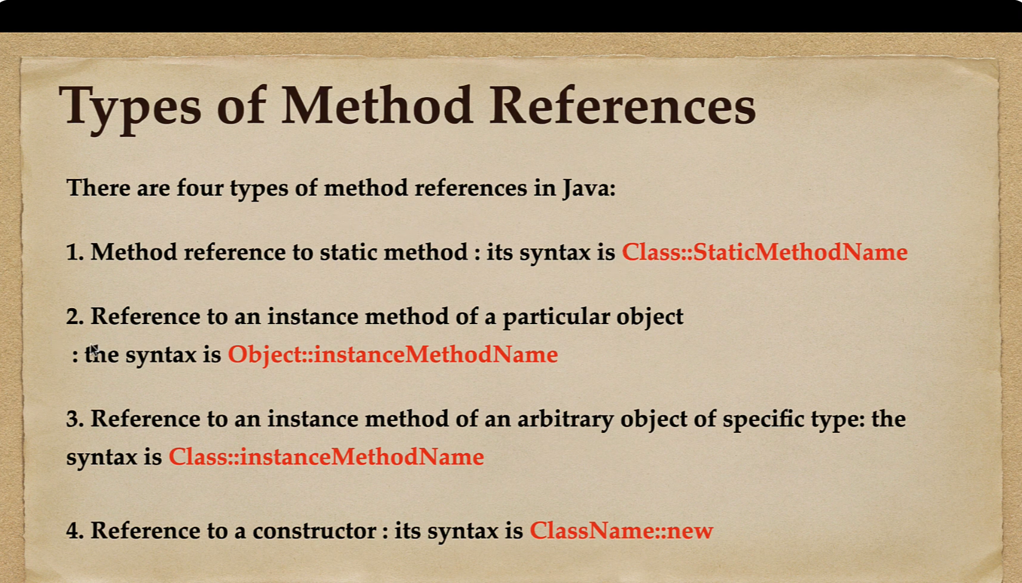 Types of Method References
There are four types of method references in Java:
1. Method reference to static method : its syntax is Class::StaticMethodName
2. Reference to an instance method of a particular object
: the syntax is Object::instanceMethodName
3. Reference to an instance method of an arbitrary object of specific type: the
syntax is Class::instanceMethodName
4. Reference to a constructor : its syntax is ClassName::new